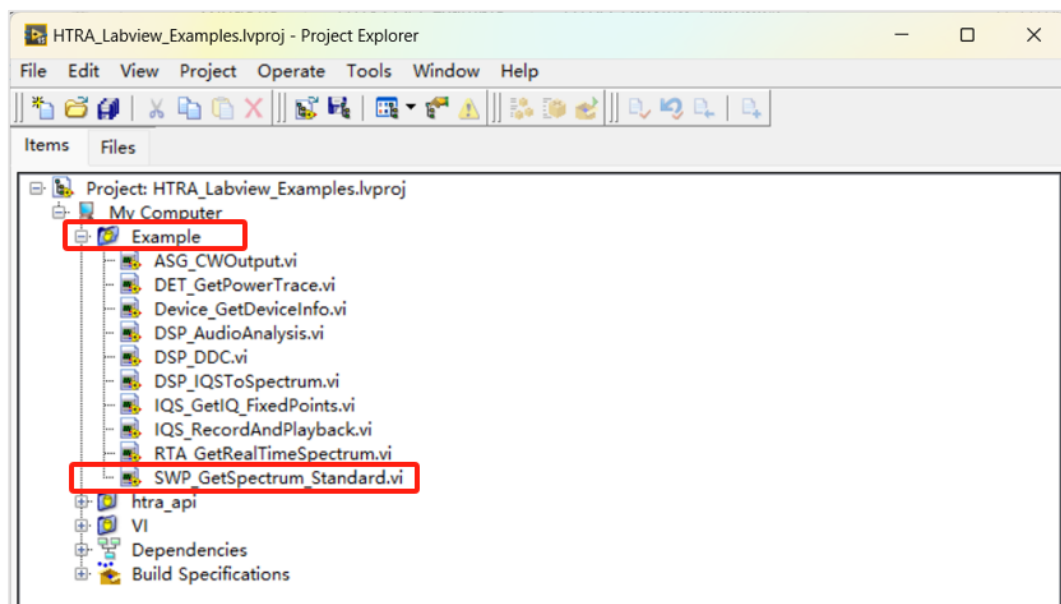 HTRA_Labview_Examples.lvproj - Project Explorer
File Edit View Project Operate Tools Window Help
Items Files
Project: HTRA_Labview_Examples.lvproj
My Computer
Example
ASG_CWOutput.vi
DET_GetPowerTrace.vi
Device_GetDeviceInfo.vi
DSP_AudioAnalysis.vi
DSP_DDC.vi
DSP_IQSToSpectrum.vi
IQS_GetIQ_FixedPoints.vi
IQS_RecordAndPlayback.vi
RTA_GetRealTimeSpectrum.vi
SWP_GetSpectrum_Standard.vi
htra_api
VI
Dependencies
Build Specifications